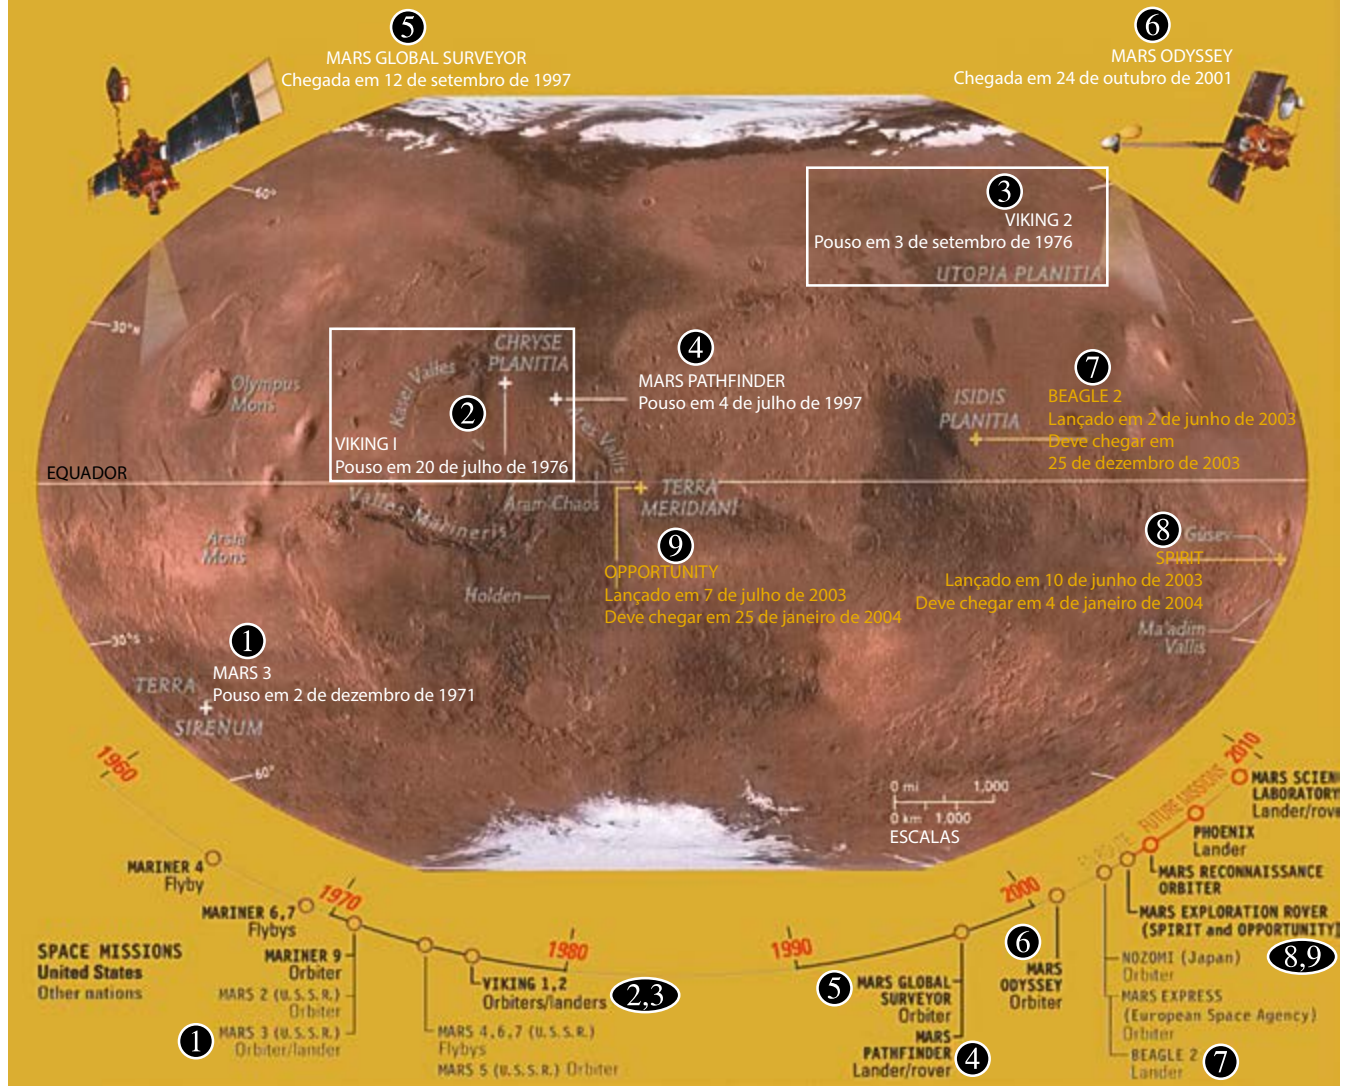 5
MARS GLOBAL SURVEYOR
Chegada em 12 de setembro de 1997
6
MARS ODYSSEY
Chegada em 24 de outubro de 2001
60°
3
VIKING 2
Pouso em 3 de setembro de 1976
UTOPIA PLANITIA
30°N
Olympus
Mons
Kasei Valles
CHRYSE
PLANITIA
2
VIKING I
Pouso em 20 de julho de 1976
4
MARS PATHFINDER
Pouso em 4 de julho de 1997
Ares Vallis
ISIDIS
PLANITIA
7
BEAGLE 2
Lançado em 2 de junho de 2003
Deve chegar em
25 de dezembro de 2003
EQUADOR
Valles Marineris
Aram Chaos
TERRA
MERIDIANI
Arsia
Mons
9
OPPORTUNITY
Lançado em 7 de julho de 2003
Deve chegar em 25 de janeiro de 2004
Holden
8
Gusev
SPIRIT
Lançado em 10 de junho de 2003
Deve chegar em 4 de janeiro de 2004
Ma'adim
Vallis
30°S
1
MARS 3
Pouso em 2 de dezembro de 1971
TERRA
SIRENUM
60°
0 mi 1,000
0 km 1,000
ESCALAS
1960
MARINER 4
Flyby
MARINER 6,7
Flybys
1970
SPACE MISSIONS
United States
Other nations
MARINER 9
Orbiter
MARS 2 (U.S.S.R.)
Orbiter
1
MARS 3 (U.S.S.R.)
Orbiter/lander
1980
VIKING 1,2
Orbiters/landers
2,3
MARS 4,6,7 (U.S.S.R.)
Flybys
MARS 5 (U.S.S.R.) Orbiter
1990
5
MARS GLOBAL
SURVEYOR
Orbiter
MARS
PATHFINDER
Lander/rover
4
2000
6
MARS
ODYSSEY
Orbiter
FUTURE MISSIONS
2010
MARS SCIEN
LABORATORY
Lander/rove
PHOENIX
Lander
MARS RECONNAISSANCE
ORBITER
MARS EXPLORATION ROVER
(SPIRIT and OPPORTUNITY)
8,9
NOZOMI (Japan)
Orbiter
MARS EXPRESS
(European Space Agency)
Orbiter
BEAGLE 2
Lander
7